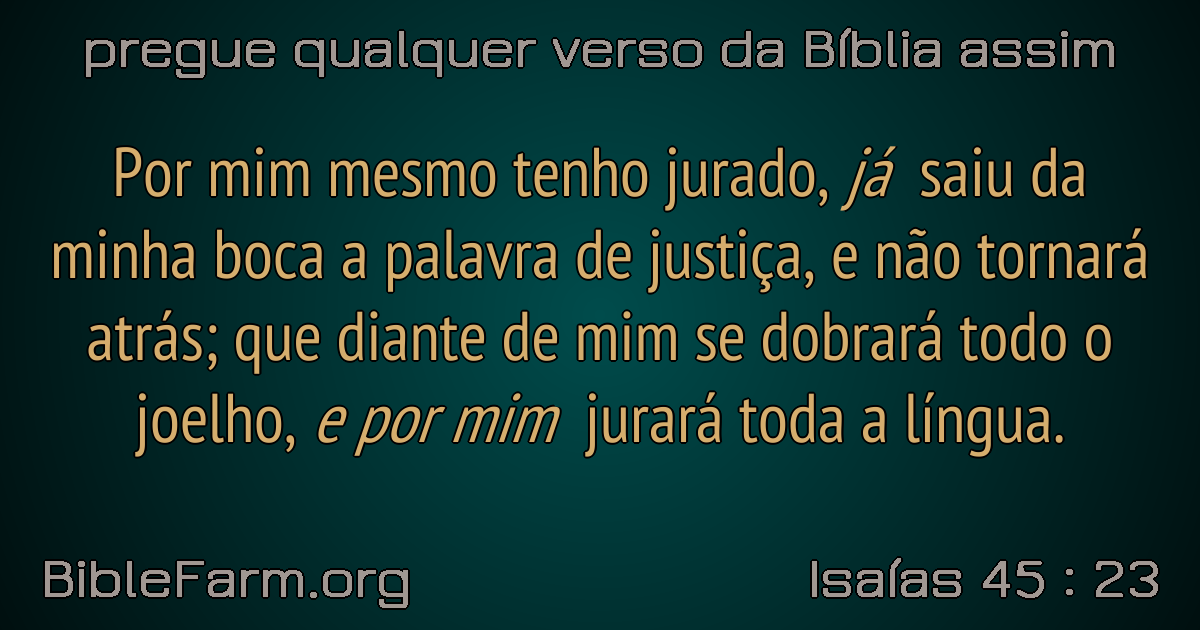 pregue qualquer verso da Bíblia assim
Por mim mesmo tenho jurado, já saiu da
minha boca a palavra de justiça, e não tornará
atrás; que diante de mim se dobrará todo o
joelho, e por mim jurará toda a língua.
BibleFarm.org
Isaías 45 : 23